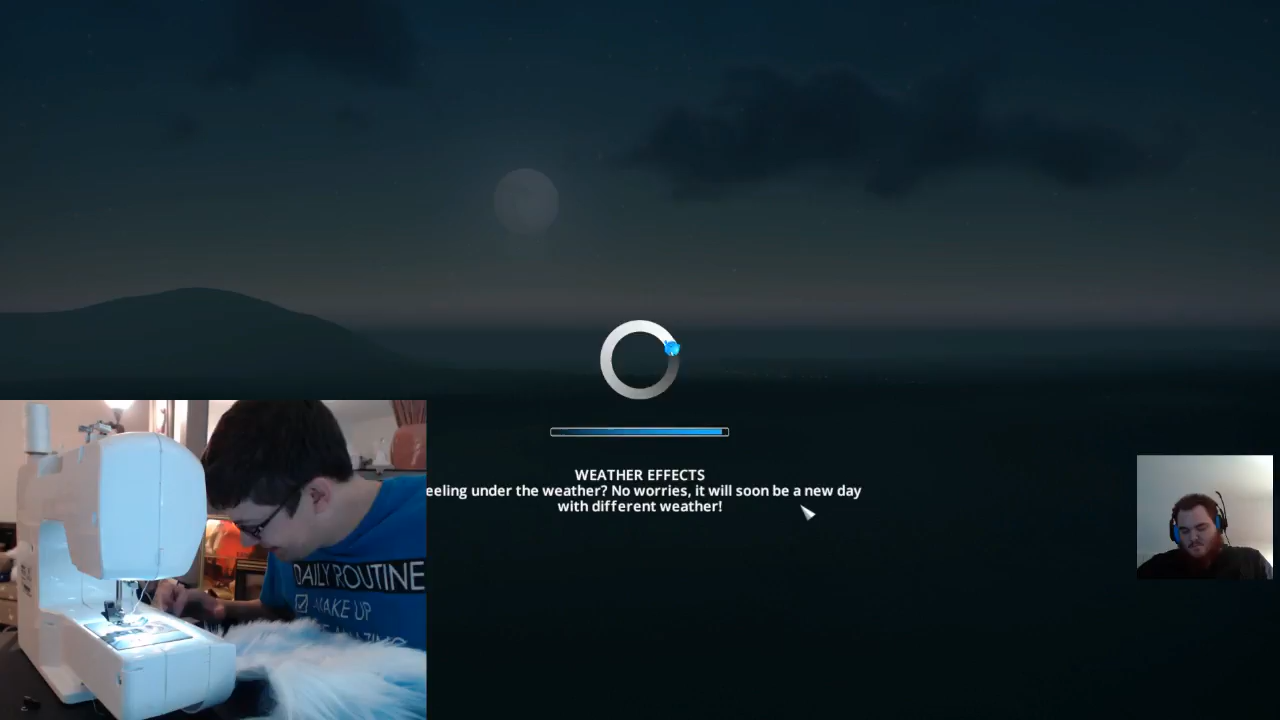 WEATHER EFFECTS
eeling under the weather? No worries, it will soon be a new day
with different weather!
DAILY ROUTINE
AKE UP
AMAZING